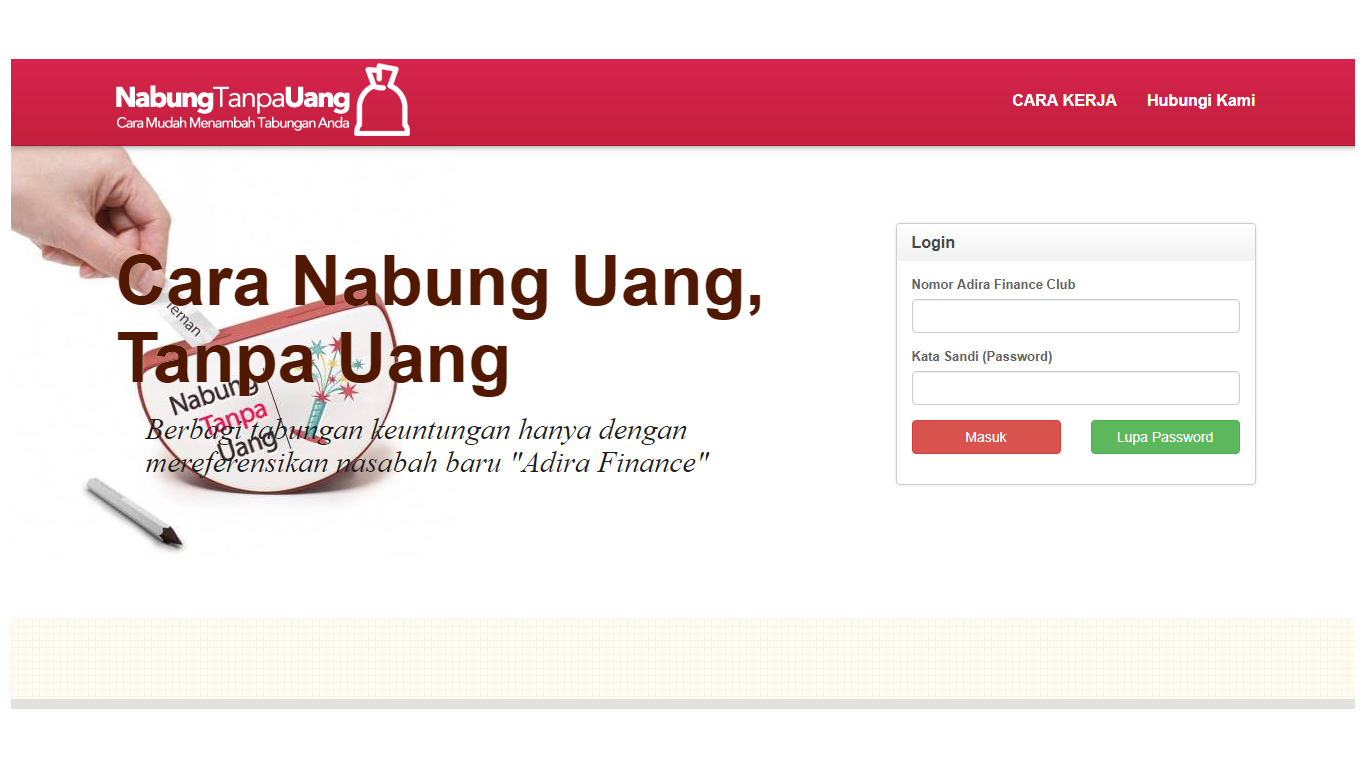 NabungTanpaUang
Cara Mudah Menambah Tabungan Anda
CARA KERJA
Hubungi Kami
Cara Nabung Uang,
Tanpa Uang
Berbagi tabungan keuntungan hanya dengan
mereferensikan nasabah baru "Adira Finance"
Teman
Nabung
Tanpa
Uang
Login
Nomor Adira Finance Club
Kata Sandi (Password)
Masuk
Lupa Password